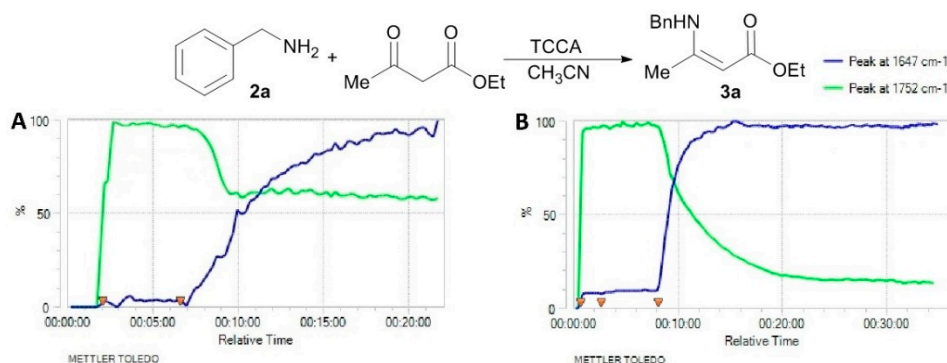 BnHN O
NH2 + O O TCCA
Me OEt CH3CN Me OEt
2a 3a
Peak at 1647 cm-1
Peak at 1752 cm-1
A
100
50
0
%
00:00:00 00:05:00 00:10:00 00:15:00 00:20:00
Relative Time
METTLER TOLEDO
B
100
50
0
%
00:00:00 00:10:00 00:20:00 00:30:00
Relative Time
METTLER TOLEDO